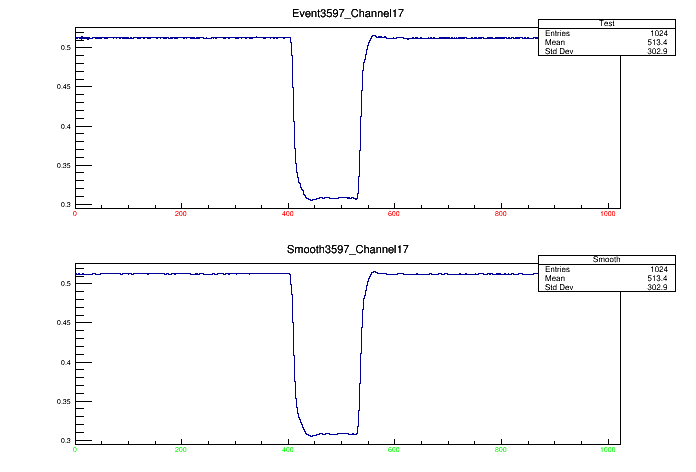 Event3597_Channel17
Test
Entries 1024
Mean 513.4
Std Dev 302.9
0.5
0.45
0.4
0.35
0.3
0 200 400 600 800 1000
Smooth3597_Channel17
Smooth
Entries 1024
Mean 513.4
Std Dev 302.9
0.5
0.45
0.4
0.35
0.3
0 200 400 600 800 1000